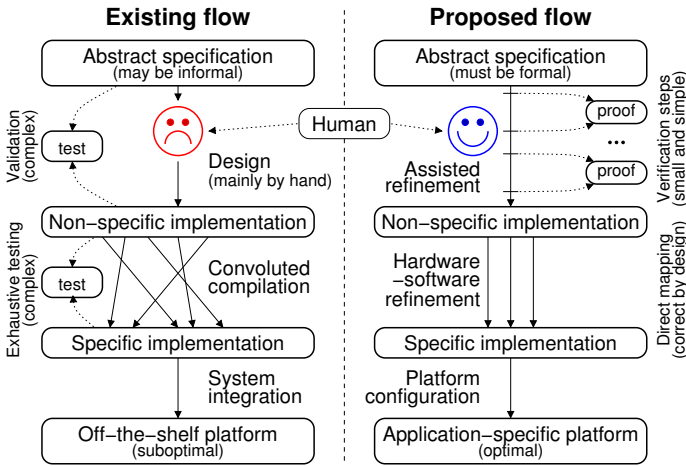 Existing flow
Proposed flow
Abstract specification
(may be informal)
Abstract specification
(must be formal)
Validation
(complex)
test
Human
proof
...
proof
Verification steps
(small and simple)
Design
(mainly by hand)
Assisted
refinement
Non−specific implementation
Non−specific implementation
Exhaustive testing
(complex)
test
Convoluted
compilation
Hardware
−software
refinement
Direct mapping
(correct by design)
Specific implementation
Specific implementation
System
integration
Platform
configuration
Off−the−shelf platform
(suboptimal)
Application−specific platform
(optimal)